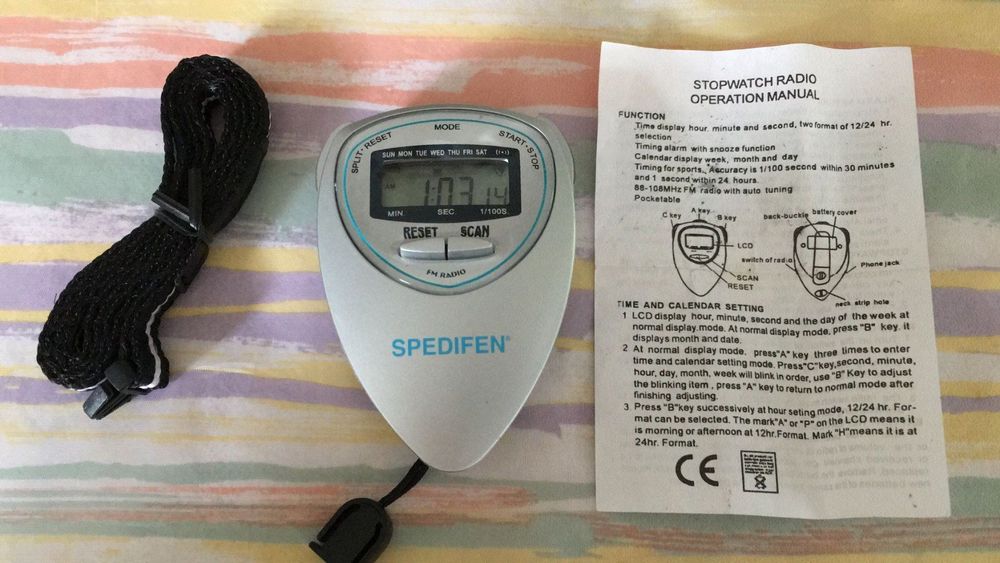 SPLIT·RESET
MODE
START·STOP
SUN MON TUE WED THU FRI SAT ((•))
AM
1:03 14
MIN SEC 1/100S.
RESET SCAN
FM RADIO
SPEDIFEN®
STOPWATCH RADIO
OPERATION MANUAL
FUNCTION
Time display hour. minute and second, two format of 12/24 hr.
selection
Timing alarm with snooze function
Calendar display week, month and day
Timing for sports., Accuracy is 1/100 second within 30 minutes
and 1 second within 24 hours.
88-108MHz FM radio with auto tuning
Pocketable
C key
A key
B key
back-buckle
battery cover
LCD
switch of radio
Phone jack
SCAN
RESET
neck strip hole
TIME AND CALENDAR SETTING
1 LCD display hour, minute, second and the day of the week at
normal display.mode. At normal display mode, press "B" key. it
displays month and date.
2 At normal display mode, press"A" key three times to enter
time and calendar setting mode. Press"C"key,second, minute,
hour, day, month, week will blink in order, use "B" Key to adjust
the blinking item , press "A" key to return to normal mode after
finishing adjusting.
3 Press "B"key successively at hour seting mode, 12/24 hr. For-
mat can be selected. The mark"A" or "P" on the LCD means it
is morning or afternoon at 12hr.Format. Mark "H"means it is at
24hr. Format.
CE